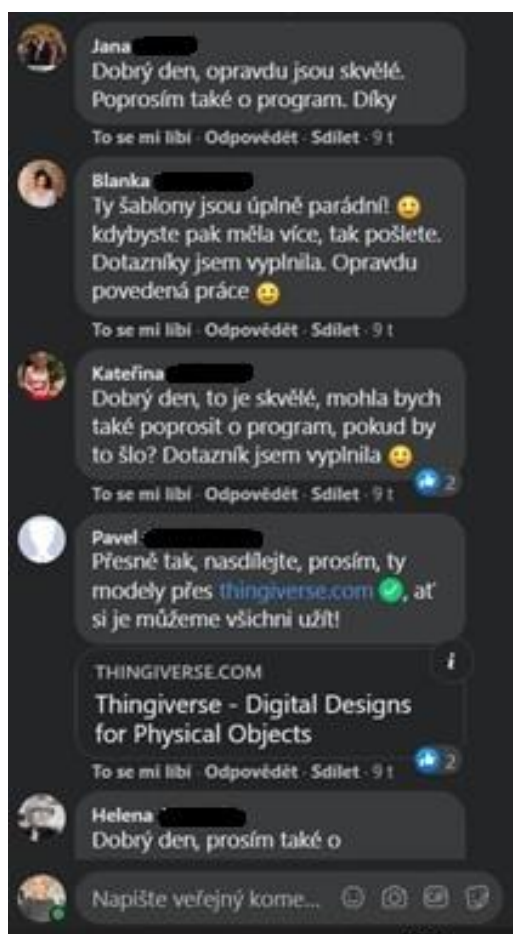 Jana
Dobrý den, opravdu jsou skvělé.
Poprosím také o program. Díky
To se mi líbí · Odpovědět · Sdílet · 9 t
Blanka
Ty šablony jsou úplně parádní! 🙂
kdybyste pak měla více, tak pošlete.
Dotazníky jsem vyplnila. Opravdu
povedená práce 🙂
To se mi líbí · Odpovědět · Sdílet · 9 t
Kateřina
Dobrý den, to je skvělé, mohla bych
také poprosit o program, pokud by
to šlo? Dotazník jsem vyplnila 🙂
2
To se mi líbí · Odpovědět · Sdílet · 9 t
Pavel
Přesně tak, nasdílejte, prosím, ty
modely přes thingiverse.com ✅, ať
si je můžeme všichni užít!
i
THINGIVERSE.COM
Thingiverse - Digital Designs
for Physical Objects
2
To se mi líbí · Odpovědět · Sdílet · 9 t
Helena
Dobrý den, prosím také o
Napište veřejný kome...
GIF